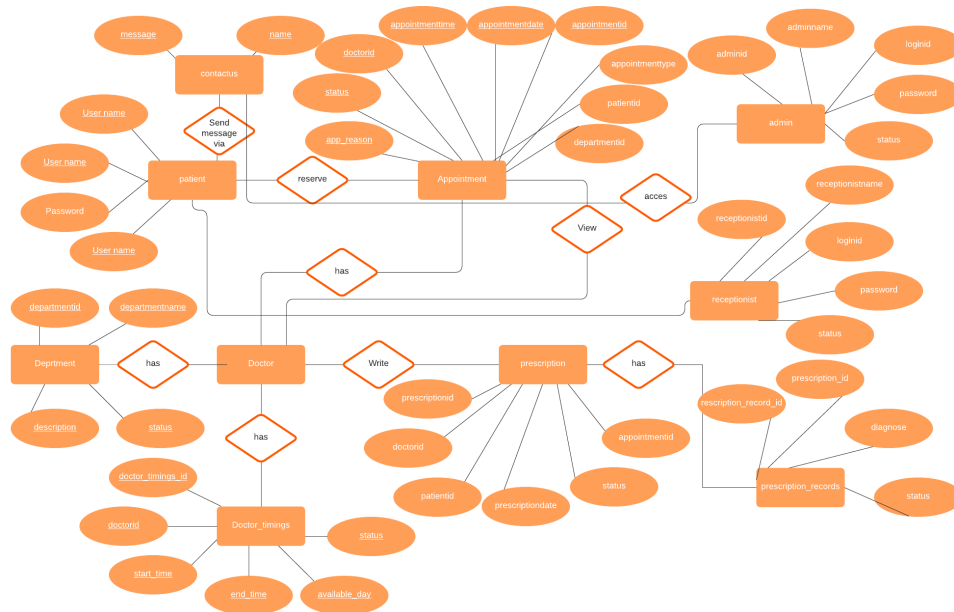 message
name
appointmenttime
appointmentdate
appointmentid
adminname
loginid
doctorid
adminid
contactus
appointmenttype
status
password
User name
Send
message
via
patientid
admin
app_reason
departmentid
status
User name
patient
reserve
Appointment
acces
receptionistname
Password
receptionistid
View
loginid
User name
has
password
receptionist
departmentid
departmentname
status
Deprtment
has
Doctor
Write
prescription
has
prescription_id
prescriptionid
rescription_record_id
description
status
has
doctorid
appointmentid
diagnose
doctor_timings_id
patientid
prescriptiondate
status
prescription_records
status
doctorid
Doctor_timings
status
start_time
end_time
available_day